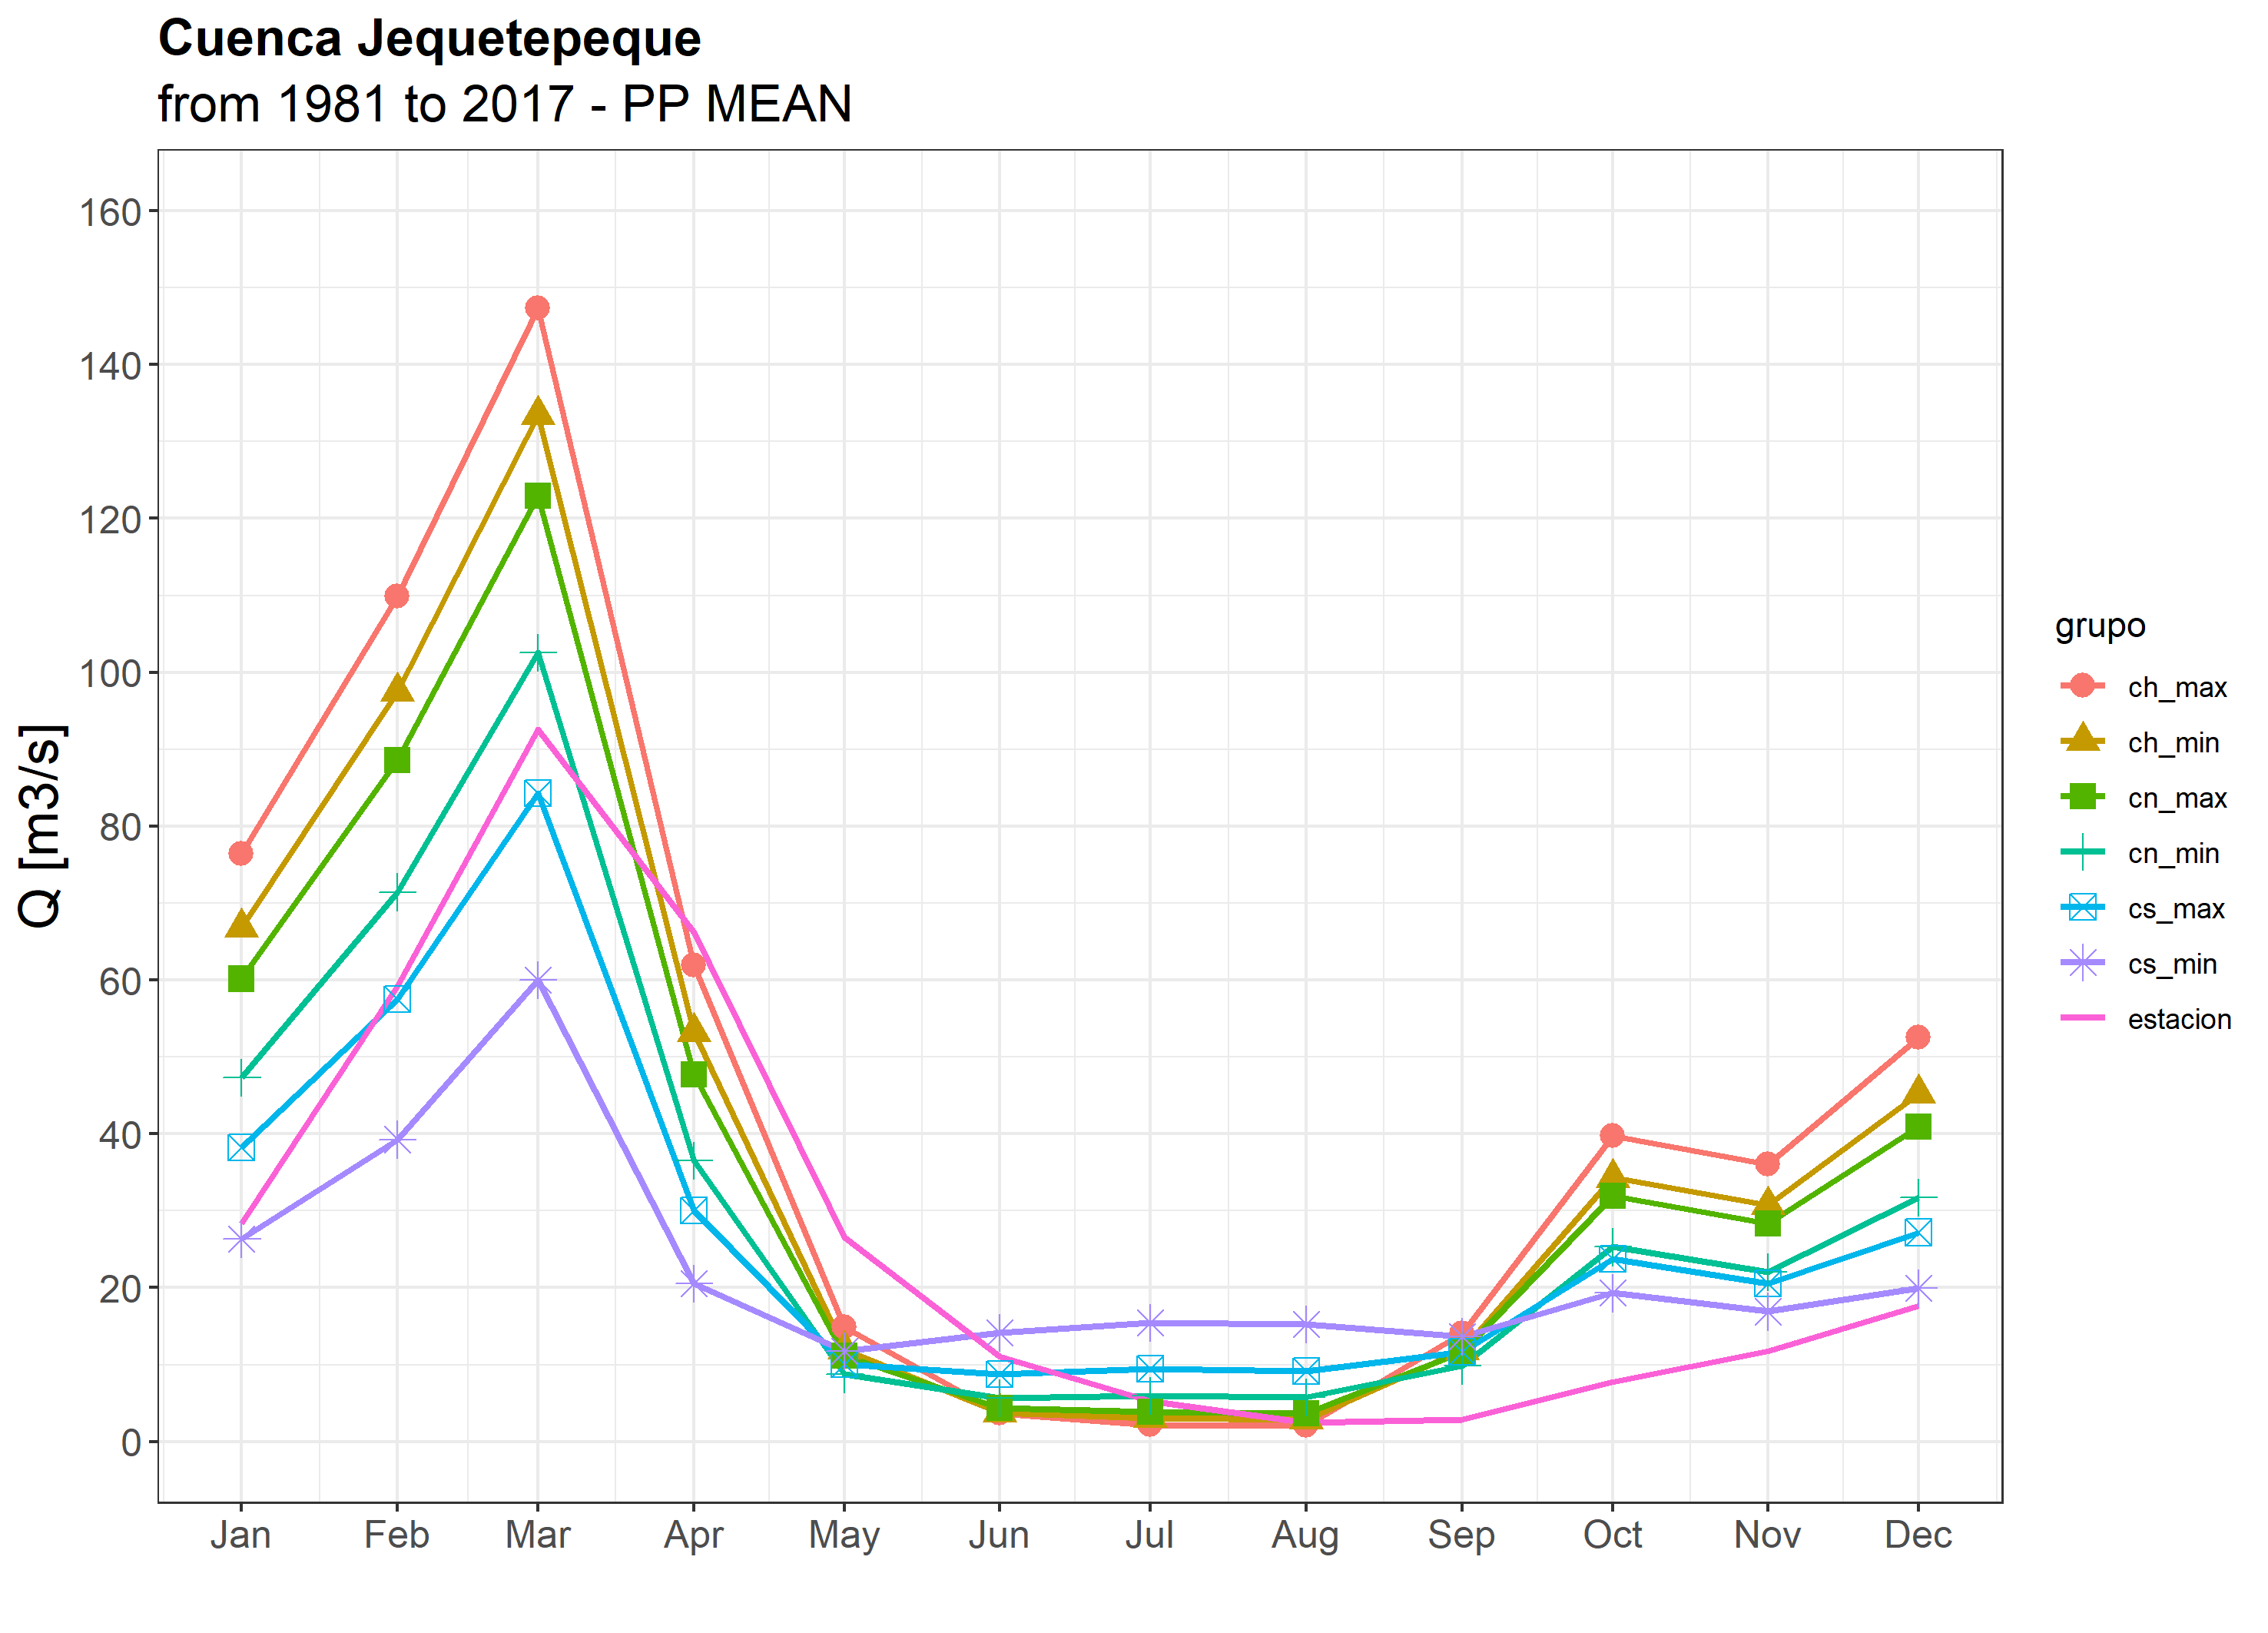 Cuenca Jequetepeque
from 1981 to 2017 - PP MEAN
Q [m3/s]
160
140
120
100
80
60
40
20
0
Jan Feb Mar Apr May Jun Jul Aug Sep Oct Nov Dec
grupo
ch_max
ch_min
cn_max
cn_min
cs_max
cs_min
estacion